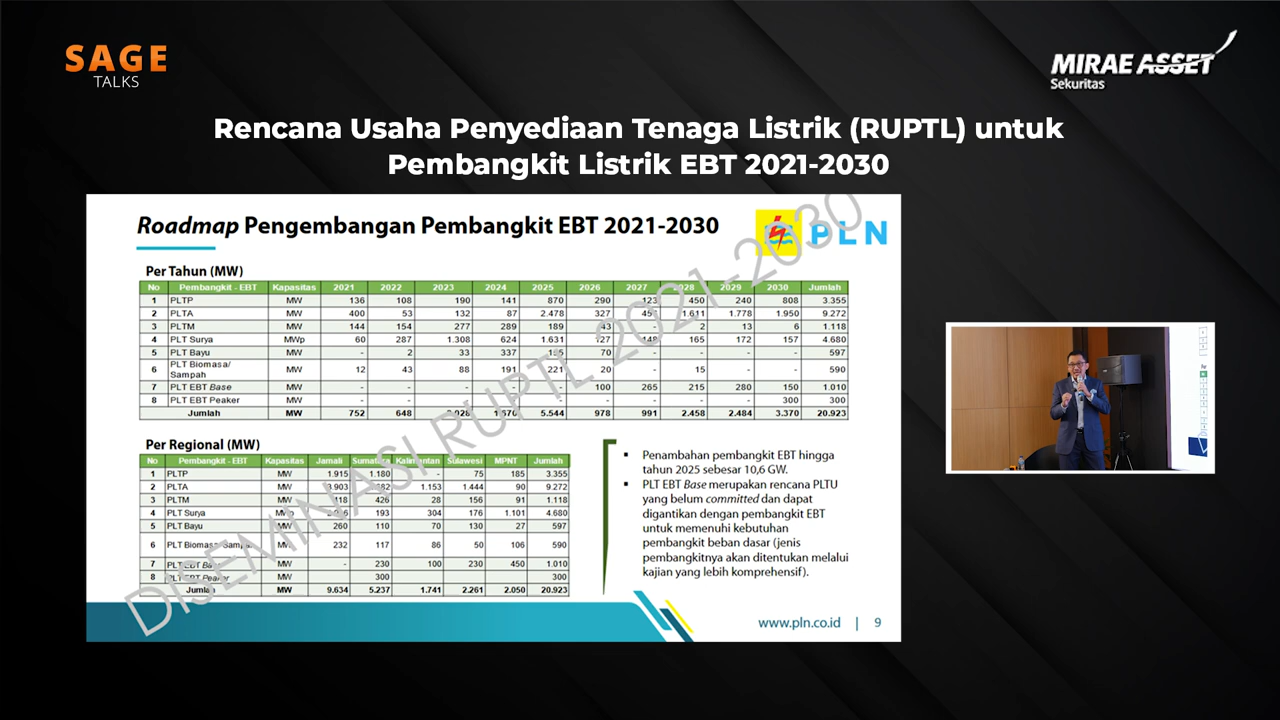 SAGE
TALKS
MIRAE ASSET
Sekuritas
Rencana Usaha Penyediaan Tenaga Listrik (RUPTL) untuk
Pembangkit Listrik EBT 2021-2030
Roadmap Pengembangan Pembangkit EBT 2021-2030
PLN
Per Tahun (MW)
No Pembangkit - EBT Kapasitas 2021 2022 2023 2024 2025 2026 2027 2028 2029 2030 Jumlah
1 PLTP MW 136 108 190 141 870 290 123 450 240 808 3.355
2 PLTA MW 400 53 132 87 2.478 327 456 1.611 1.778 1.950 9.272
3 PLTM MW 144 154 277 289 189 43 - 2 13 6 1.118
4 PLT Surya MWp 60 287 1.308 624 1.631 127 148 165 172 157 4.680
5 PLT Bayu MW - 2 33 337 155 70 - - - - 597
6 PLT Biomasa/ Sampah MW 12 43 88 191 221 20 - 15 - - 590
7 PLT EBT Base MW - - - - - 100 265 215 280 150 1.010
8 PLT EBT Peaker MW - - - - - - - - - 300 300
Jumlah MW 752 648 2.028 1.670 5.544 978 991 2.458 2.484 3.370 20.923
Per Regional (MW)
No Pembangkit - EBT Kapasitas Jamali Sumatera Kalimantan Sulawesi MPNT Jumlah
1 PLTP MW 1.915 1.180 - 75 185 3.355
2 PLTA MW 3.903 1.153 1.444 90 9.272
3 PLTM MW 418 426 28 156 91 1.118
4 PLT Surya MWp 193 304 176 1.101 4.680
5 PLT Bayu MW 260 110 70 130 27 597
6 PLT Biomasa/Sampah MW 232 117 86 50 106 590
7 PLT EBT Base MW - 230 100 230 450 1.010
8 PLT EBT Peaker MW 300 300
Jumlah MW 9.634 5.237 1.741 2.261 2.050 20.923
▪ Penambahan pembangkit EBT hingga
tahun 2025 sebesar 10,6 GW.
▪ PLT EBT Base merupakan rencana PLTU
yang belum committed dan dapat
digantikan dengan pembangkit EBT
untuk memenuhi kebutuhan
pembangkit beban dasar (jenis
pembangkitnya akan ditentukan melalui
kajian yang lebih komprehensif).
DISEMINASI RUPTL 2021-2030
www.pln.co.id | 9